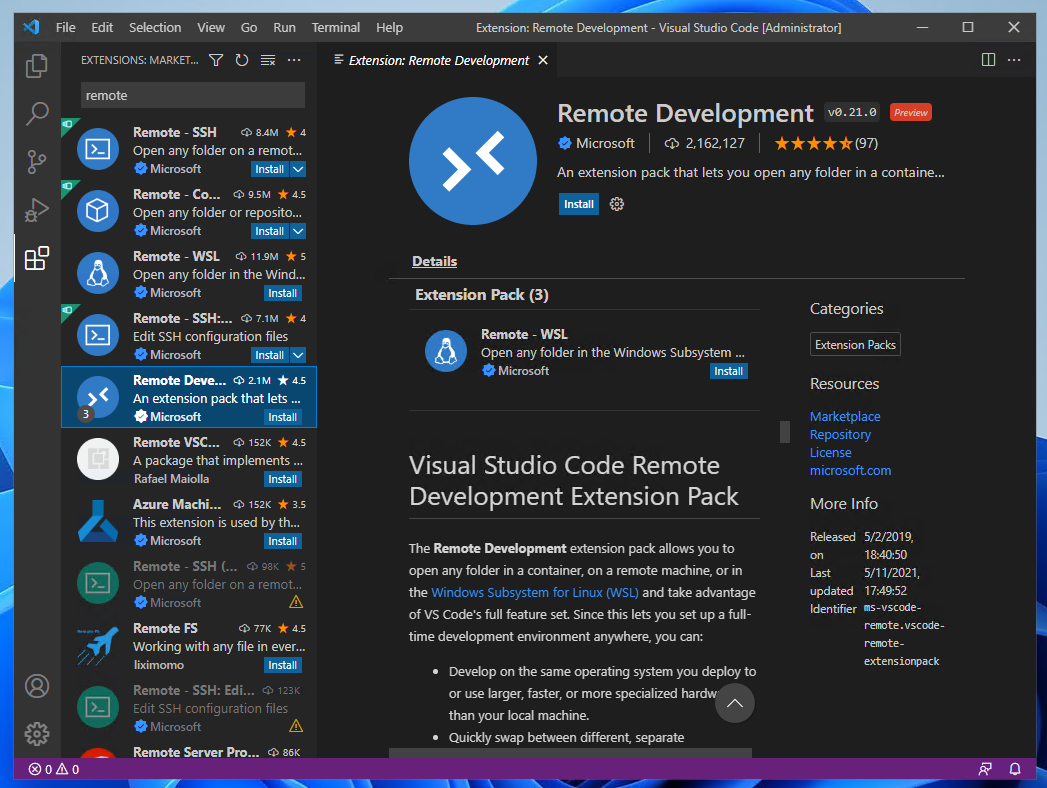 File Edit Selection View Go Run Terminal Help Extension: Remote Development - Visual Studio Code [Administrator]
EXTENSIONS: MARKET...
remote
Remote - SSH 8.4M ★ 4
Open any folder on a remot...
Microsoft Install
Remote - Co... 9.5M ★ 4.5
Open any folder or reposito...
Microsoft Install
Remote - WSL 11.9M ★ 5
Open any folder in the Wind...
Microsoft Install
Remote - SSH:... 7.1M ★ 4
Edit SSH configuration files
Microsoft Install
Remote Deve... 2.1M ★ 4.5
An extension pack that lets ...
3 Microsoft Install
Remote VSC... 152K ★ 4.5
A package that implements ...
Rafael Maiolla Install
Azure Machi... 152K ★ 3.5
This extension is used by th...
Microsoft Install
Remote - SSH (... 98K ★ 5
Open any folder on a remot...
Microsoft
Remote FS 77K ★ 4.5
Working with any file in ever...
liximomo Install
Remote - SSH: Edi... 123K
Edit SSH configuration files
Microsoft
Remote Server Pro... 86K
Extension: Remote Development
Remote Development v0.21.0 Preview
Microsoft 2,162,127 (97)
An extension pack that lets you open any folder in a containe...
Install
Details
Extension Pack (3)
Remote - WSL
Open any folder in the Windows Subsystem ...
Microsoft Install
Visual Studio Code Remote
Development Extension Pack
The Remote Development extension pack allows you to
open any folder in a container, on a remote machine, or in
the Windows Subsystem for Linux (WSL) and take advantage
of VS Code's full feature set. Since this lets you set up a full-
time development environment anywhere, you can:
• Develop on the same operating system you deploy to
or use larger, faster, or more specialized
than your local machine.
• Quickly swap between different, separate
Categories
Extension Packs
Resources
Marketplace
Repository
License
microsoft.com
More Info
Released 5/2/2019,
on 18:40:50
Last 5/11/2021,
updated 17:49:52
Identifier ms-vscode-
remote.vscode-
remote-
extensionpack
0 0